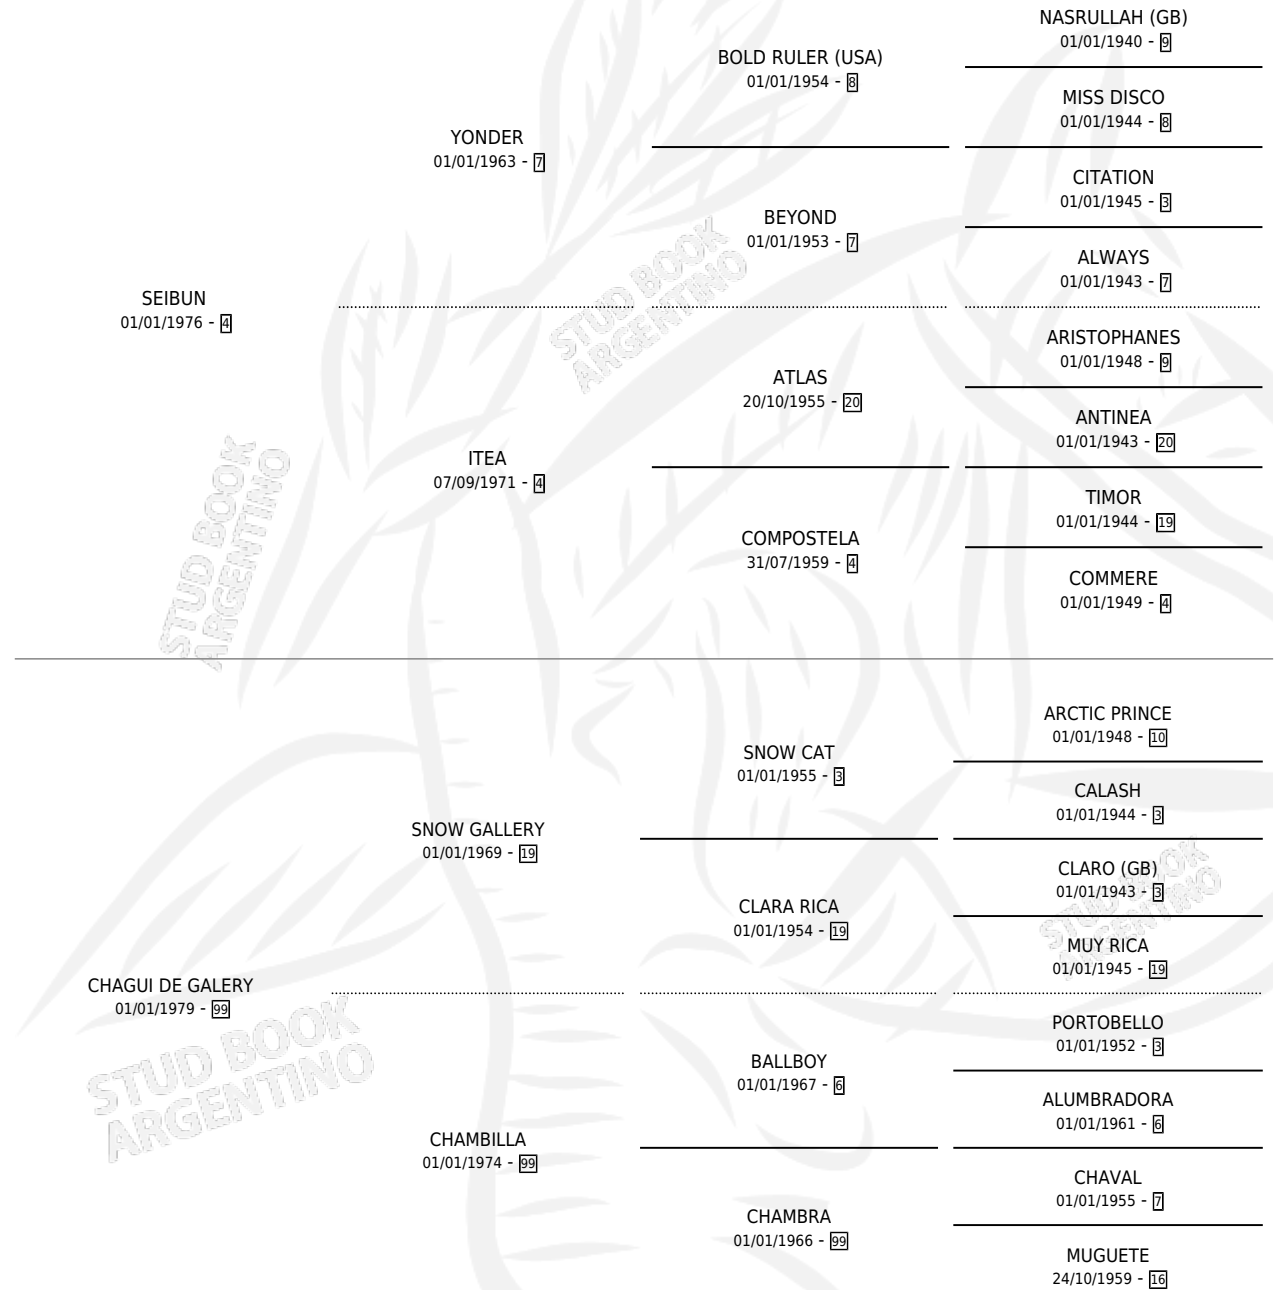 NASRULLAH (GB)
01/01/1940 - 9
BOLD RULER (USA)
01/01/1954 - 8
MISS DISCO
01/01/1944 - 8
YONDER
01/01/1963 - 7
CITATION
01/01/1945 - 3
BEYOND
01/01/1953 - 7
ALWAYS
01/01/1943 - 7
SEIBUN
01/01/1976 - 4
ARISTOPHANES
01/01/1948 - 9
ATLAS
20/10/1955 - 20
ANTINEA
01/01/1943 - 20
ITEA
07/09/1971 - 4
TIMOR
01/01/1944 - 19
COMPOSTELA
31/07/1959 - 4
COMMERE
01/01/1949 - 4
ARCTIC PRINCE
01/01/1948 - 10
SNOW CAT
01/01/1955 - 3
CALASH
01/01/1944 - 3
SNOW GALLERY
01/01/1969 - 19
CLARO (GB)
01/01/1943 - 3
CLARA RICA
01/01/1954 - 19
MUY RICA
01/01/1945 - 19
CHAGUI DE GALERY
01/01/1979 - 99
PORTOBELLO
01/01/1952 - 3
BALLBOY
01/01/1967 - 6
ALUMBRADORA
01/01/1961 - 6
CHAMBILLA
01/01/1974 - 99
CHAVAL
01/01/1955 - 7
CHAMBRA
01/01/1966 - 99
MUGUETE
24/10/1959 - 16
STUD BOOK
ARGENTINO
STUD BOOK
ARGENTINO
STUD BOOK
ARGENTINO
STUD BOOK
ARGENTINO